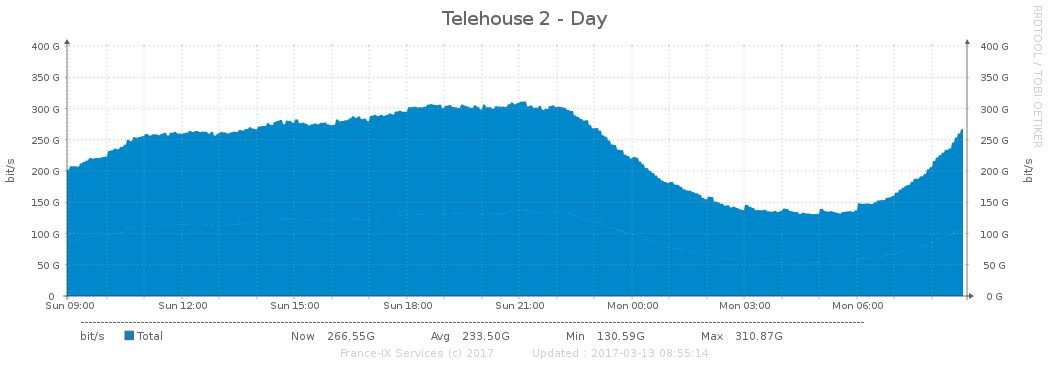 Telehouse 2 - Day
RRDTOOL / TOBI OETIKER
bit/s
400 G
350 G
300 G
250 G
200 G
150 G
100 G
50 G
0
400 G
350 G
300 G
250 G
200 G
150 G
100 G
50 G
0 G
bit/s
Sun 09:00 Sun 12:00 Sun 15:00 Sun 18:00 Sun 21:00 Mon 00:00 Mon 03:00 Mon 06:00
bit/s Total Now 266.55G Avg 233.50G Min 130.59G Max 310.87G
France-IX Services (c) 2017 Updated : 2017-03-13 08:55:14